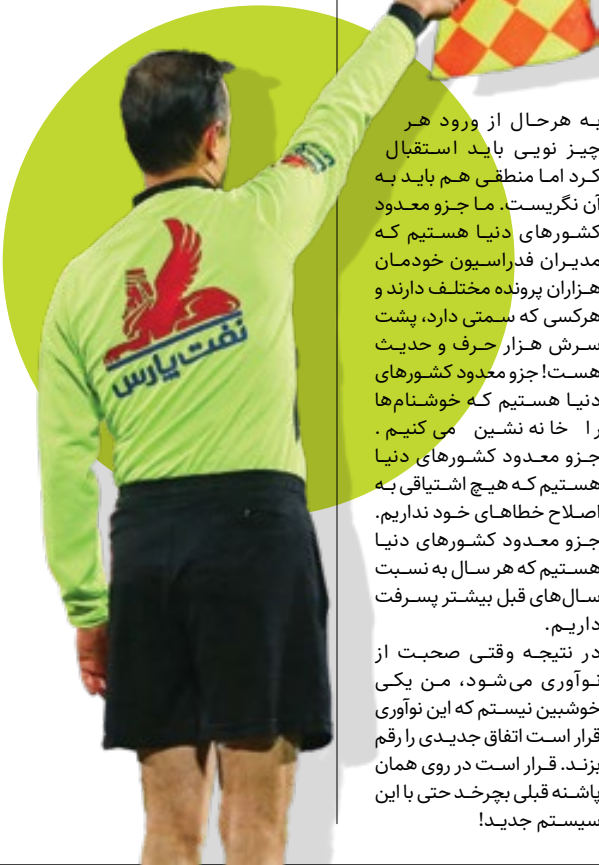 به هرحال از ورود هر
چیز نویی باید استقبال
کرد اما منطقی هم باید به
آن نگریست. ما جزو معدود
کشورهای دنیا هستیم که
مدیران فدراسیون خودمان
هزاران پرونده مختلف دارند و
هرکسی که سمتی دارد، پشت
سرش هزار حرف و حدیث
هست! جزو معدود کشورهای
دنیا هستیم که خوشنام‌ها
را خانه نشین می‌کنیم.
جزو معدود کشورهای دنیا
هستیم که هیچ اشتیاقی به
اصلاح خطاهای خود نداریم.
جزو معدود کشورهای دنیا
هستیم که هر سال به نسبت
سال‌های قبل بیشتر پسرفت
داریم.
در نتیجه وقتی صحبت از
نوآوری می‌شود، من یکی
خوشبین نیستم که این نوآوری
قرار است اتفاق جدیدی را رقم
بزند. قرار است در روی همان
پاشنه قبلی بچرخد حتی با این
سیستم جدید!
نفت پارس